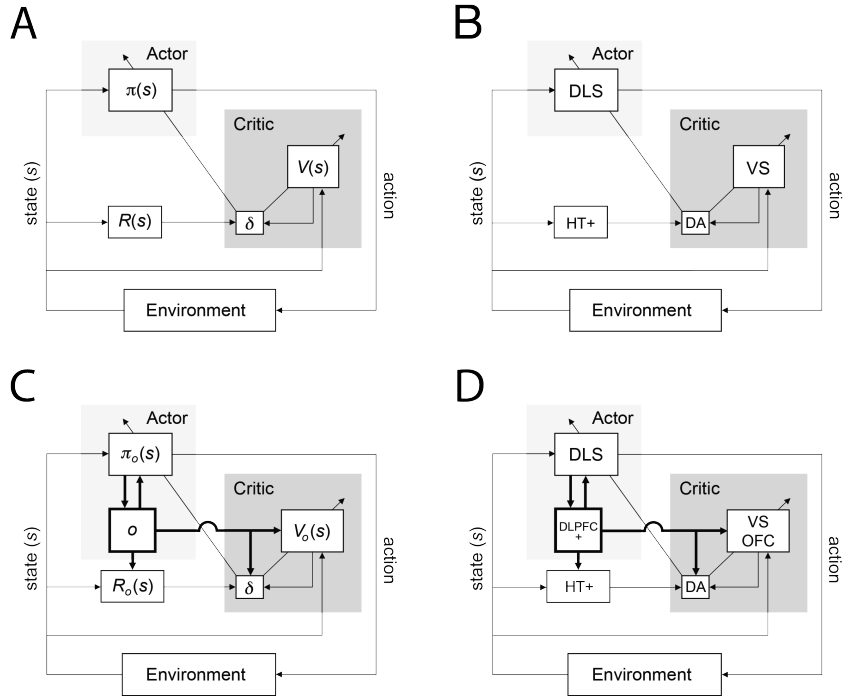 A
Actor
π(s)
Critic
V(s)
state (s)
action
R(s)
δ
Environment
B
Actor
DLS
Critic
VS
state (s)
action
HT+
DA
Environment
C
Actor
πo(s)
Critic
o
Vo(s)
state (s)
action
Ro(s)
δ
Environment
D
Actor
DLS
Critic
DLPFC
+
VS
OFC
state (s)
action
HT+
DA
Environment